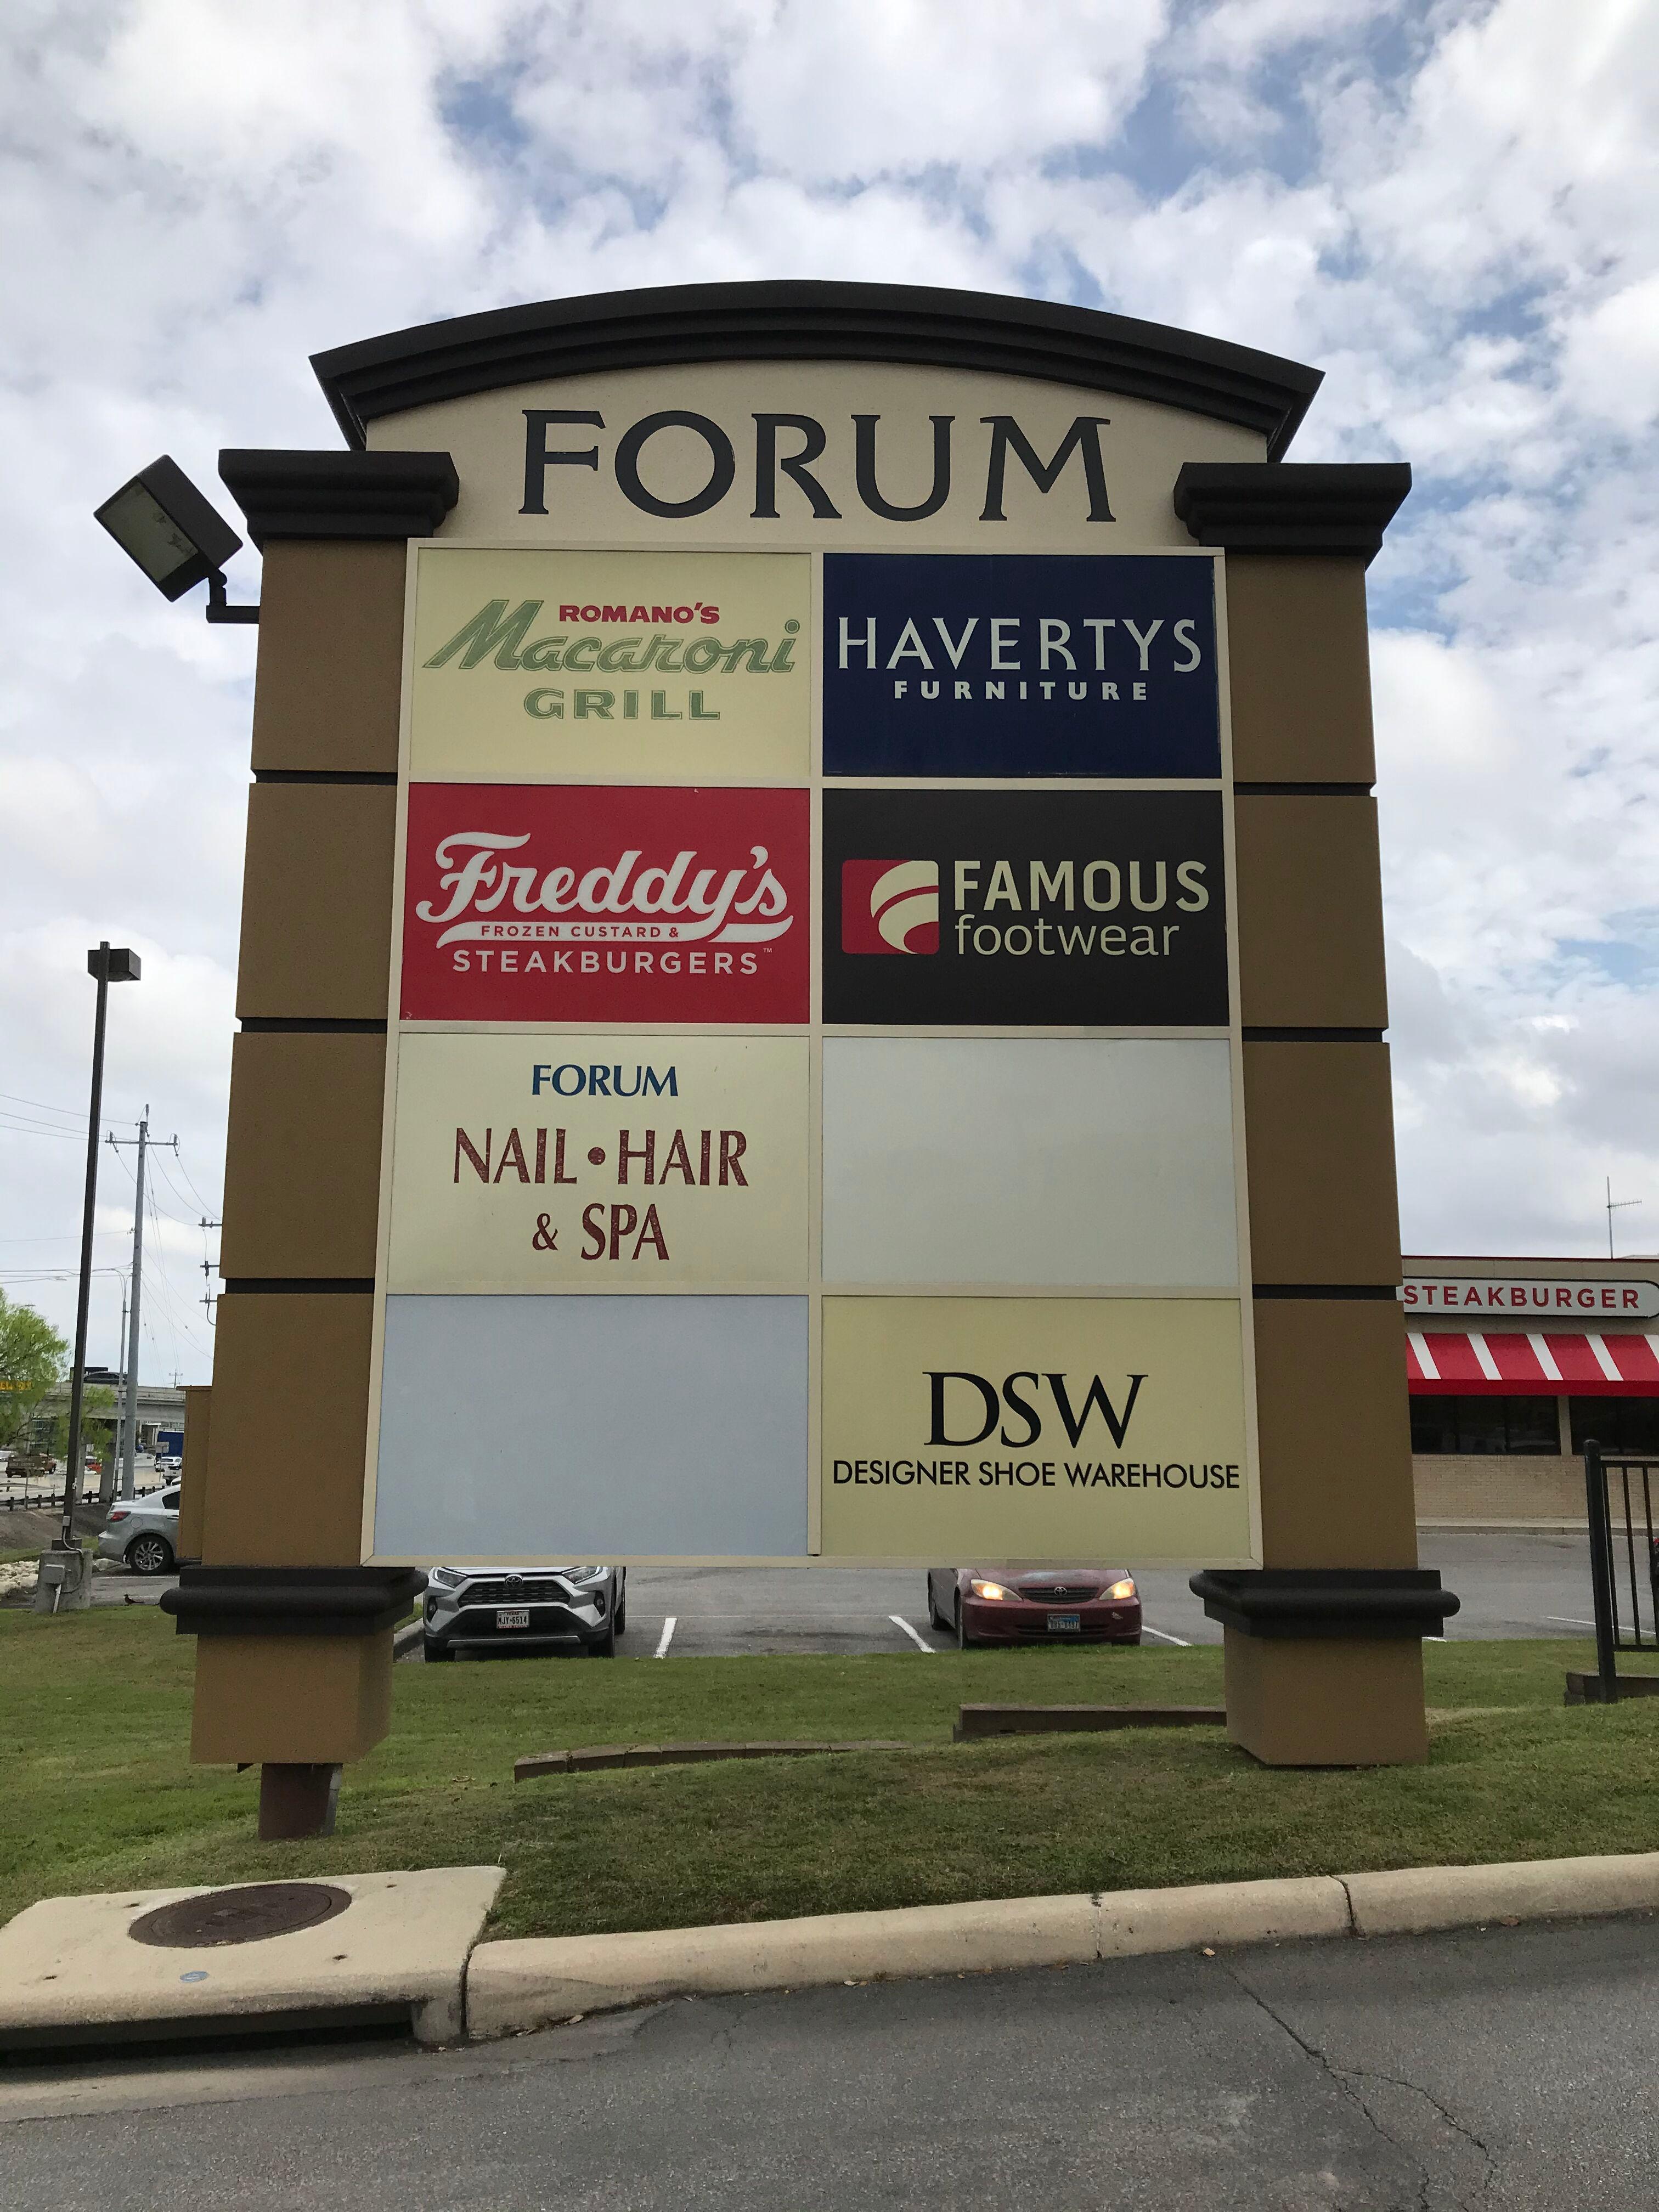 FORUM
ROMANO'S
Macaroni
GRILL
HAVERTYS
FURNITURE
Freddy's
FROZEN CUSTARD &
STEAKBURGERS™
FAMOUS
footwear
FORUM
NAIL • HAIR
& SPA
DSW
DESIGNER SHOE WAREHOUSE
STEAKBURGER